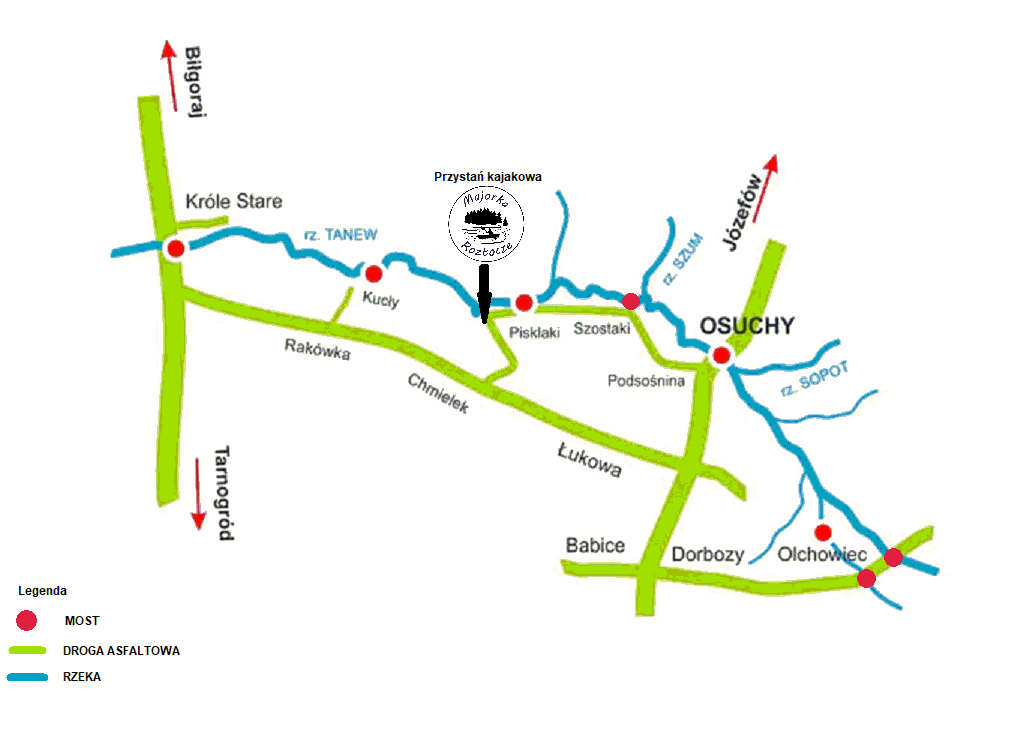 Biłgoraj
Króle Stare
rz. TANEW
Przystań kajakowa
Majorka
Roztocze
Józefów
rz. SZUM
Kucły
Pisklaki
Szostaki
OSUCHY
Rakówka
Chmielek
Podsośnina
rz. SOPOT
Łukowa
Tarnogród
Babice
Dorbozy
Olchowiec
Legenda
MOST
DROGA ASFALTOWA
RZEKA